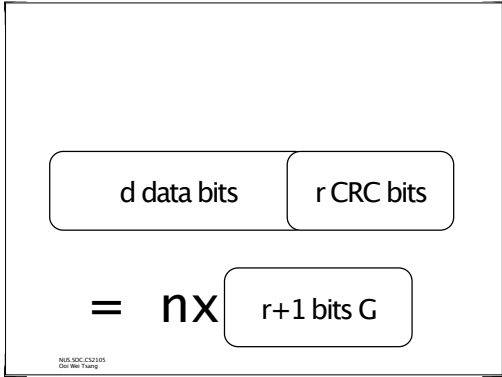 d data bits r CRC bits
= nx r+1 bits G
NUS.SOC.CS2105
Ooi Wei Tsang